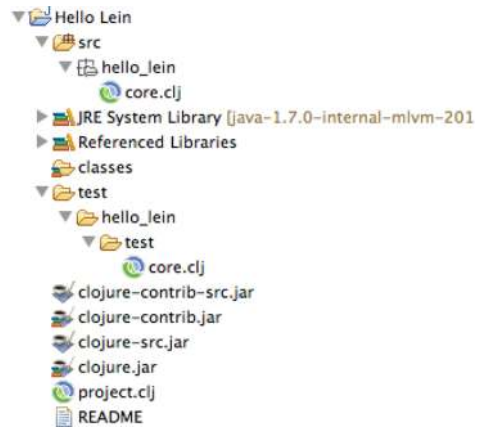 Hello Lein
src
hello_lein
core.clj
JRE System Library [java-1.7.0-internal-mlvm-201
Referenced Libraries
classes
test
hello_lein
test
core.clj
clojure-contrib-src.jar
clojure-contrib.jar
clojure-src.jar
clojure.jar
project.clj
README